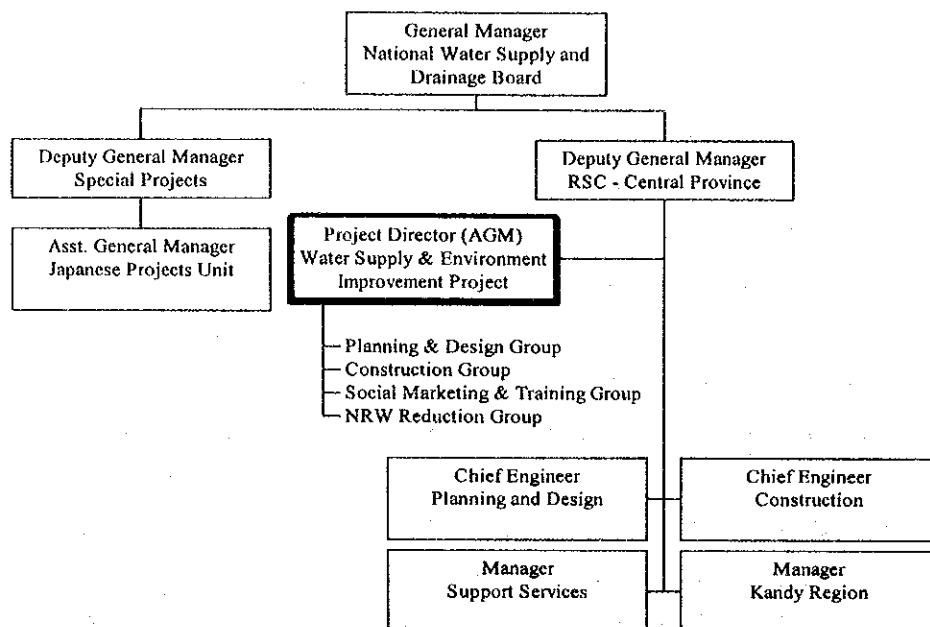 General Manager
National Water Supply and
Drainage Board
Deputy General Manager
Special Projects
Deputy General Manager
RSC - Central Province
Asst. General Manager
Japanese Projects Unit
Project Director (AGM)
Water Supply & Environment
Improvement Project
Planning & Design Group
Construction Group
Social Marketing & Training Group
NRW Reduction Group
Chief Engineer
Planning and Design
Chief Engineer
Construction
Manager
Support Services
Manager
Kandy Region